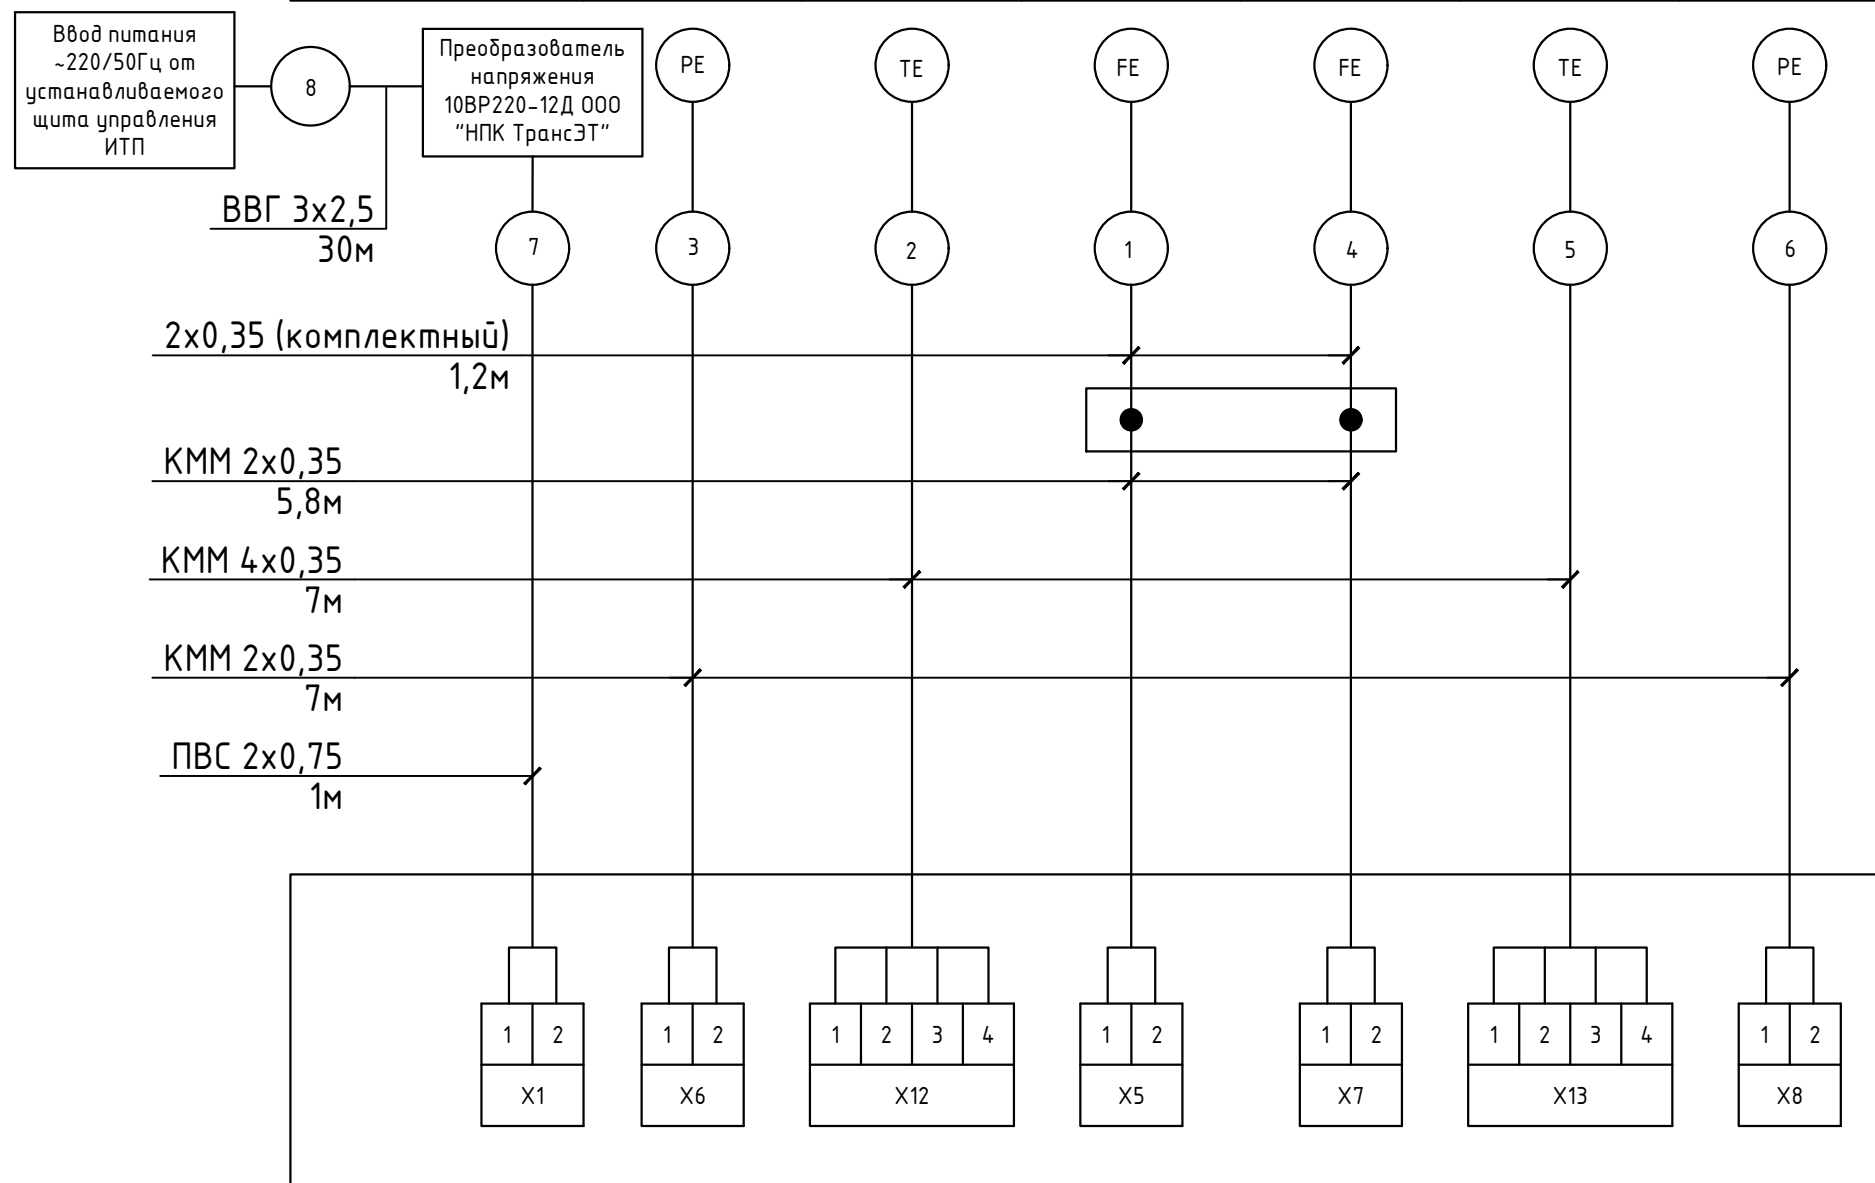 Ввод питания
~220/50Гц от
устанавливаемого
щита управления
ИТП
8
Преобразователь
напряжения
10ВР220-12Д ООО
"НПК ТрансЭТ"
PE
TE
FE
FE
TE
PE
ВВГ 3х2,5
30м
7
3
2
1
4
5
6
2х0,35 (комплектный)
1,2м
КММ 2х0,35
5,8м
КММ 4х0,35
7м
КММ 2х0,35
7м
ПВС 2х0,75
1м
1 2
1 2
1 2 3 4
1 2
1 2
1 2 3 4
1 2
X1
X6
X12
X5
X7
X13
X8